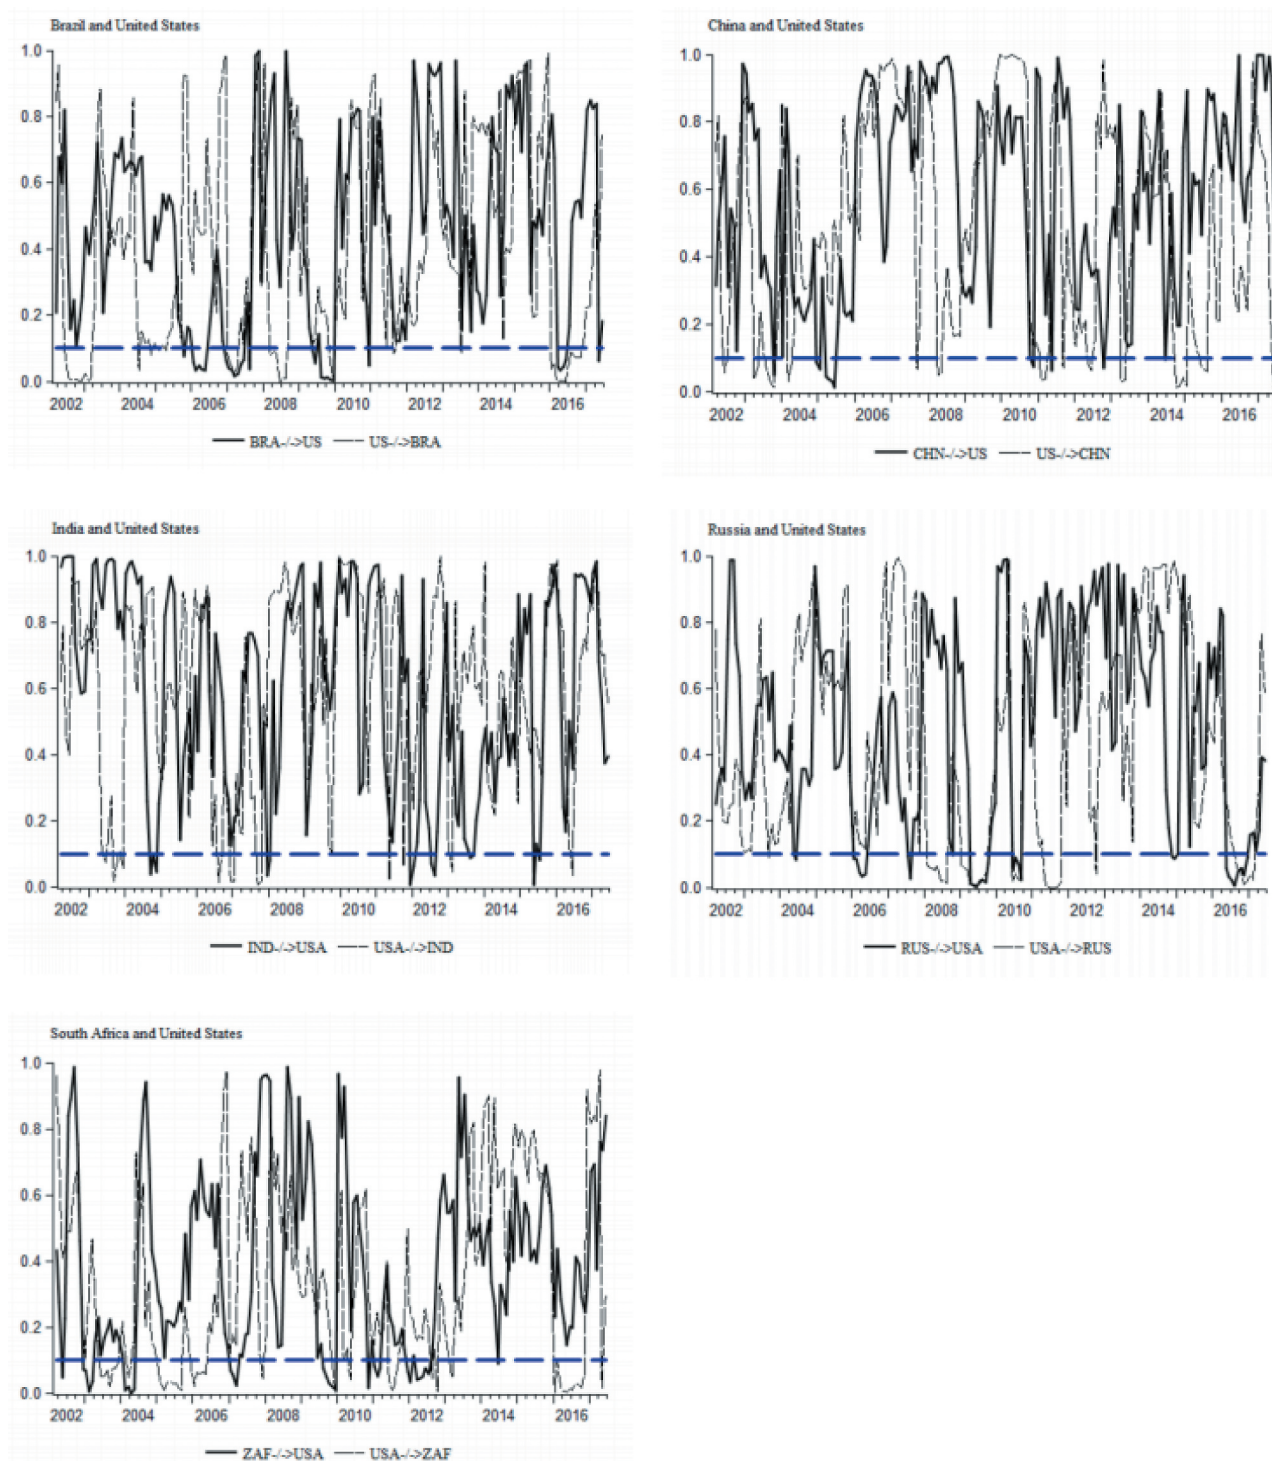 Brazil and United States
1.0
0.8
0.6
0.4
0.2
0.0
2002 2004 2006 2008 2010 2012 2014 2016
BRA-/->US US-/->BRA
China and United States
1.0
0.8
0.6
0.4
0.2
0.0
2002 2004 2006 2008 2010 2012 2014 2016
CHN-/->US US-/->CHN
India and United States
1.0
0.8
0.6
0.4
0.2
0.0
2002 2004 2006 2008 2010 2012 2014 2016
IND-/->USA USA-/->IND
Russia and United States
1.0
0.8
0.6
0.4
0.2
0.0
2002 2004 2006 2008 2010 2012 2014 2016
RUS-/->USA USA-/->RUS
South Africa and United States
1.0
0.8
0.6
0.4
0.2
0.0
2002 2004 2006 2008 2010 2012 2014 2016
ZAF-/->USA USA-/->ZAF